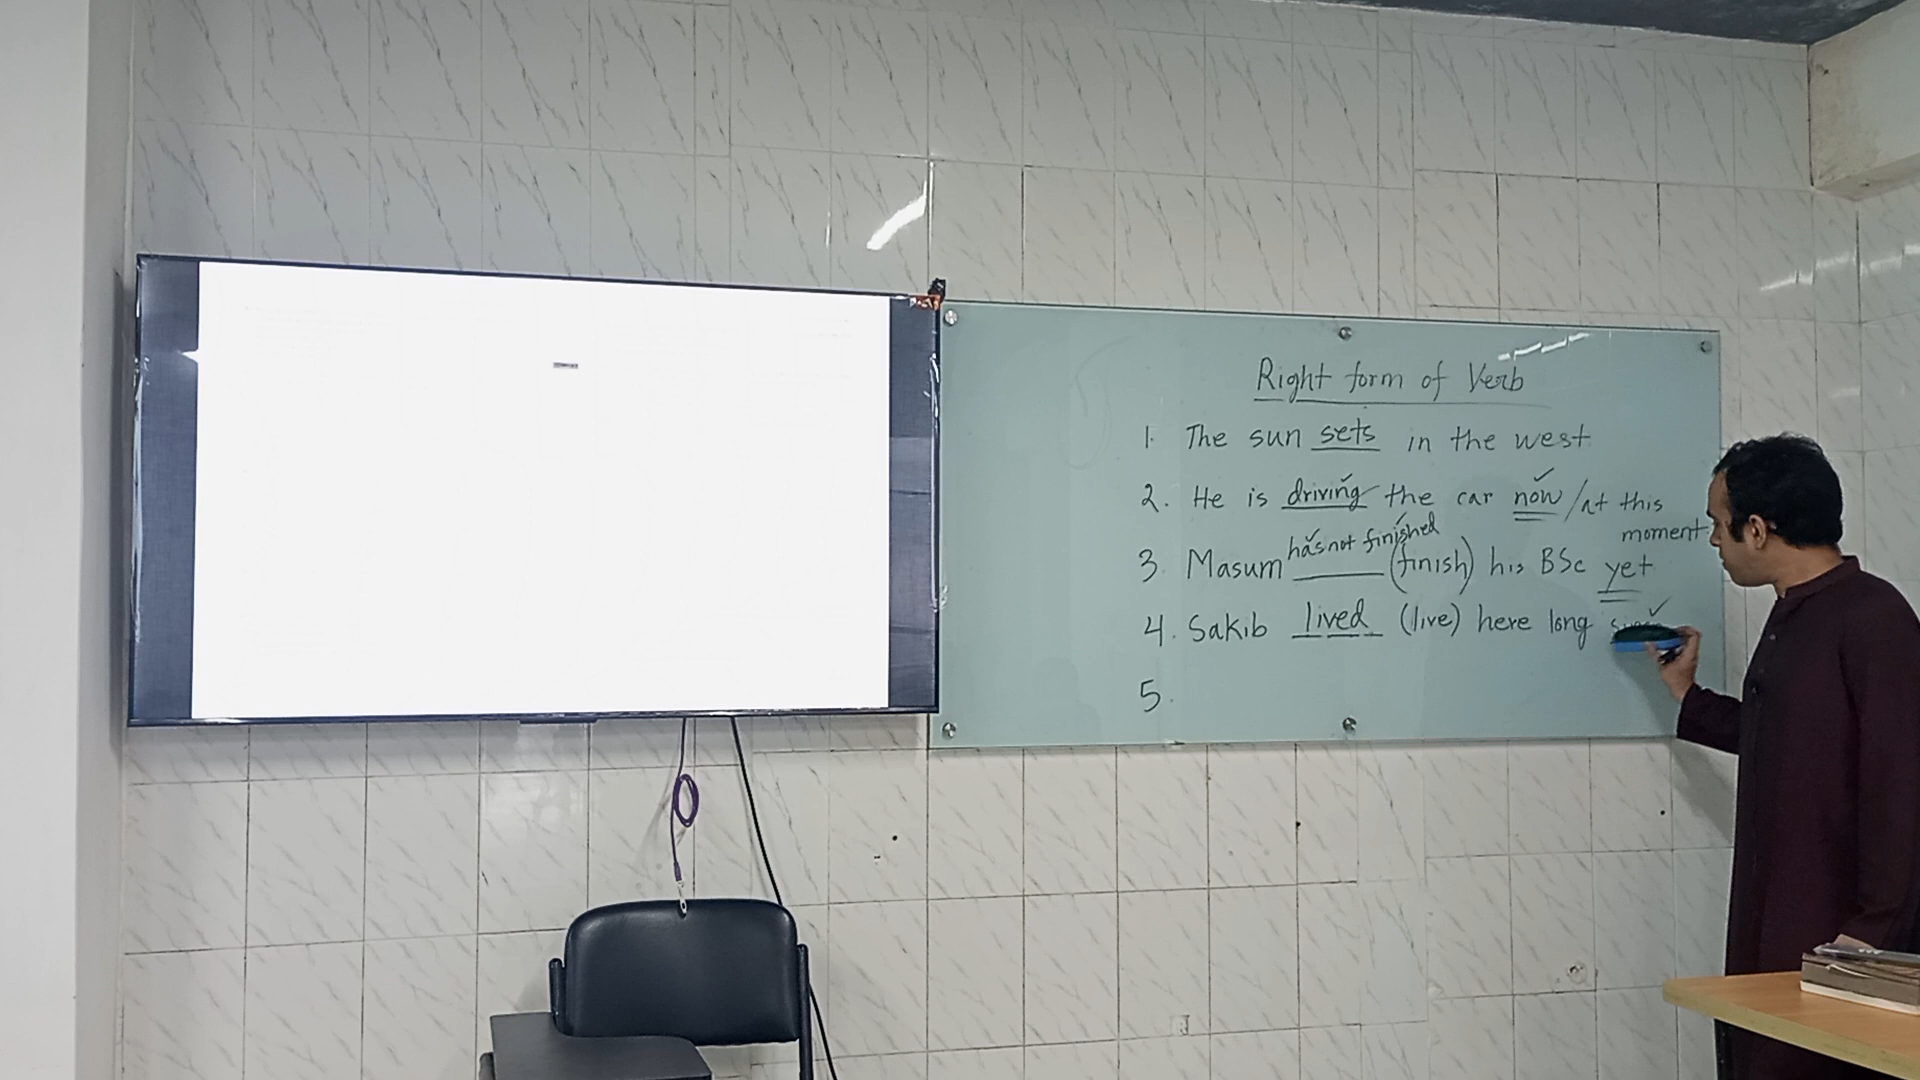 Right form of Verb
1. The sun sets in the west
2. He is driving the car now / at this
moment
has not finished
3. Masum ______ (finish) his BSc yet
4. Sakib lived (live) here long
5.